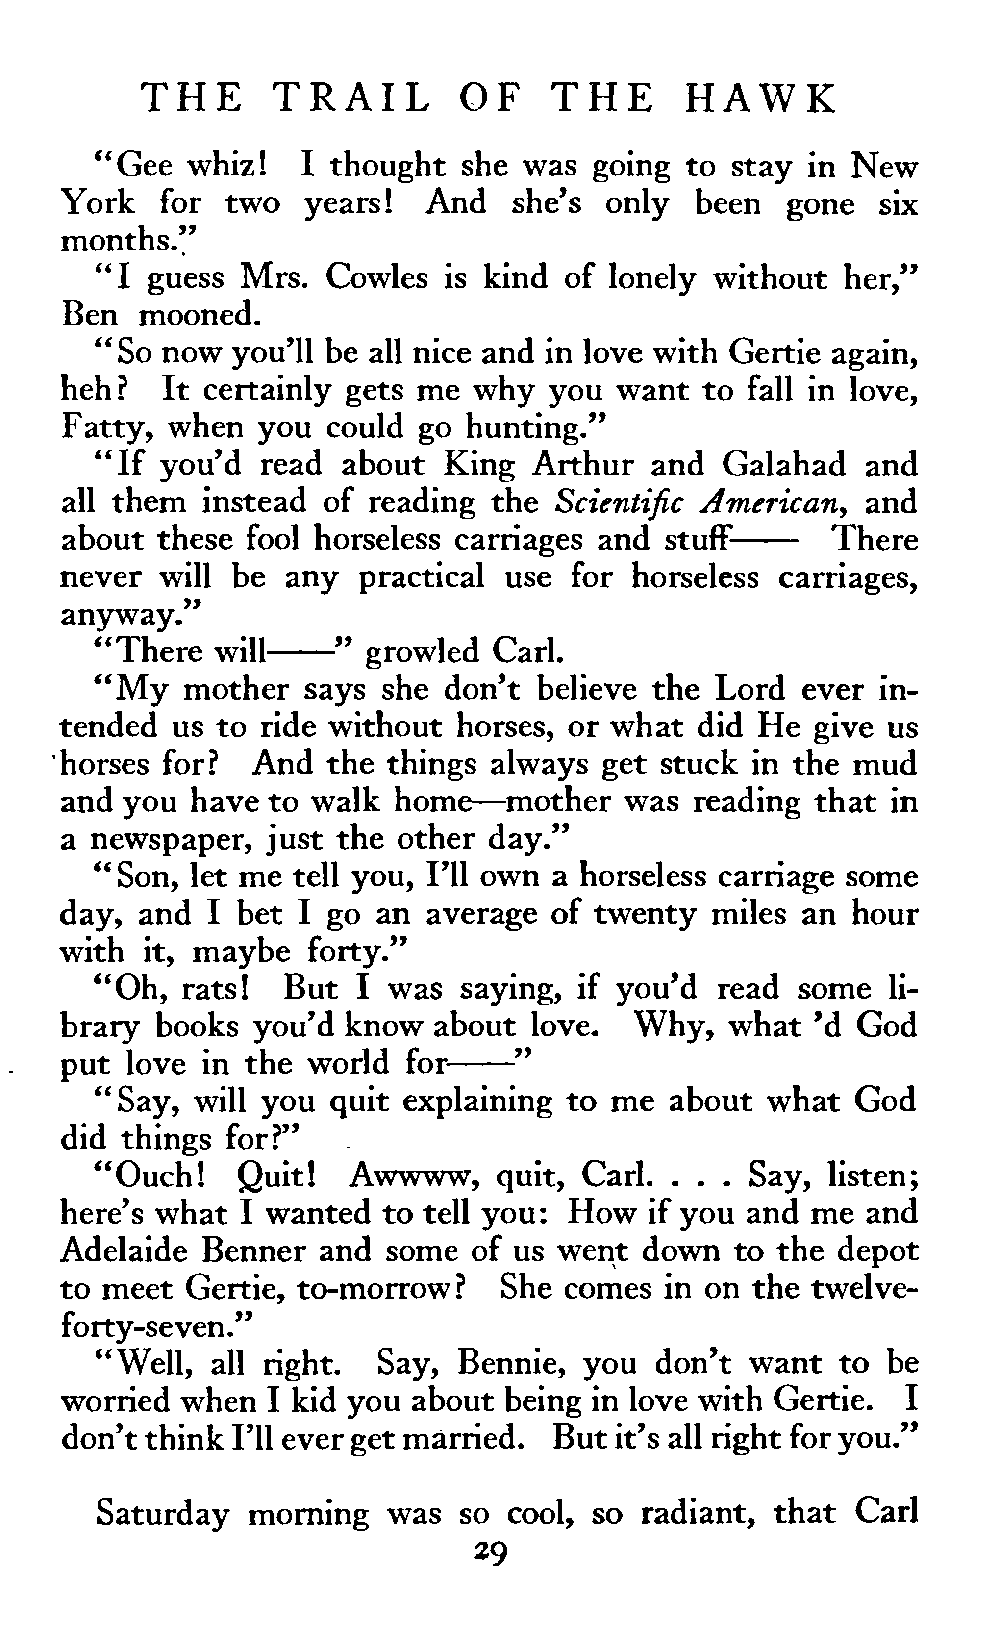 THE TRAIL OF THE HAWK
“Gee whiz! I thought she was going to stay in New
York for two years! And she’s only been gone six
months.”
“I guess Mrs. Cowles is kind of lonely without her,”
Ben mooned.
“So now you’ll be all nice and in love with Gertie again,
heh? It certainly gets me why you want to fall in love,
Fatty, when you could go hunting.”
“If you’d read about King Arthur and Galahad and
all them instead of reading the Scientific American, and
about these fool horseless carriages and stuff—— There
never will be any practical use for horseless carriages,
anyway.”
“There will——” growled Carl.
“My mother says she don’t believe the Lord ever in-
tended us to ride without horses, or what did He give us
horses for? And the things always get stuck in the mud
and you have to walk home—mother was reading that in
a newspaper, just the other day.”
“Son, let me tell you, I’ll own a horseless carriage some
day, and I bet I go an average of twenty miles an hour
with it, maybe forty.”
“Oh, rats! But I was saying, if you’d read some li-
brary books you’d know about love. Why, what ’d God
put love in the world for——”
“Say, will you quit explaining to me about what God
did things for?”
“Ouch! Quit! Awwww, quit, Carl. . . . Say, listen;
here’s what I wanted to tell you: How if you and me and
Adelaide Benner and some of us went down to the depot
to meet Gertie, to-morrow? She comes in on the twelve-
forty-seven.”
“Well, all right. Say, Bennie, you don’t want to be
worried when I kid you about being in love with Gertie. I
don’t think I’ll ever get married. But it’s all right for you.”
Saturday morning was so cool, so radiant, that Carl
29